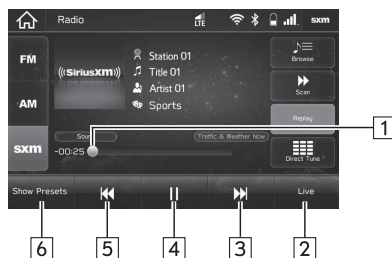 Radio LTE sxm
FM
((SiriusXM))
Station 01
Title 01
Artist 01
Sports
Browse
Scan
AM
Replay
Sound
Traffic & Weather Now
sxm
-00:25
Direct Tune
1
Show Presets
Live
6
5
4
3
2